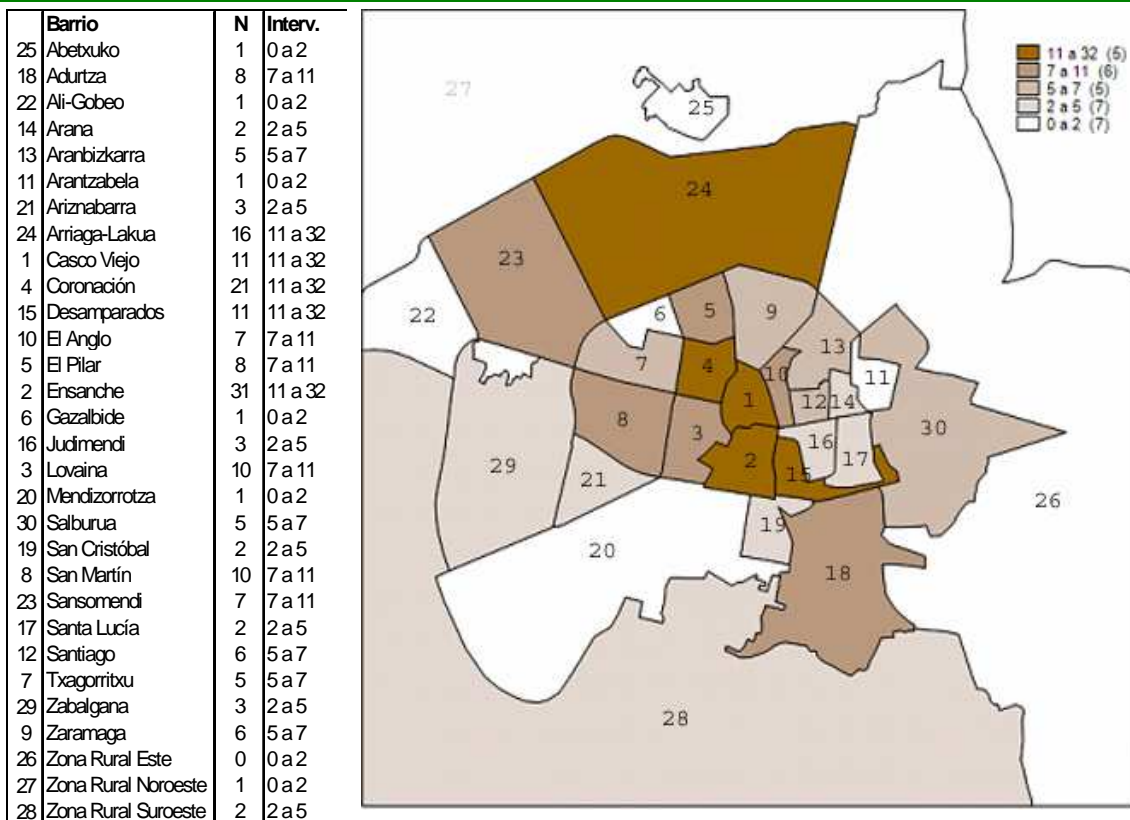 Barrio N Interv.
25 Abetxuko 1 0 a 2
18 Adurtza 8 7 a 11
22 Ali-Gobeo 1 0 a 2
14 Arana 2 2 a 5
13 Aranbizkarra 5 5 a 7
11 Arantzabela 1 0 a 2
21 Ariznabarra 3 2 a 5
24 Arriaga-Lakua 16 11 a 32
1 Casco Viejo 11 11 a 32
4 Coronación 21 11 a 32
15 Desamparados 11 11 a 32
10 El Anglo 7 7 a 11
5 El Pilar 8 7 a 11
2 Ensanche 31 11 a 32
6 Gazalbide 1 0 a 2
16 Judimendi 3 2 a 5
3 Lovaina 10 7 a 11
20 Mendizorrotza 1 0 a 2
30 Salburua 5 5 a 7
19 San Cristóbal 2 2 a 5
8 San Martín 10 7 a 11
23 Sansomendi 7 7 a 11
17 Santa Lucía 2 2 a 5
12 Santiago 6 5 a 7
7 Txagorritxu 5 5 a 7
29 Zabalgana 3 2 a 5
9 Zaramaga 6 5 a 7
26 Zona Rural Este 0 0 a 2
27 Zona Rural Noroeste 1 0 a 2
28 Zona Rural Suroeste 2 2 a 5
11 a 32 (5)
7 a 11 (6)
5 a 7 (5)
2 a 5 (7)
0 a 2 (7)
27
25
24
23
22
6
5
9
13
7
4
10
11
1
12
14
8
3
16
30
2
15
17
29
21
26
19
20
18
28